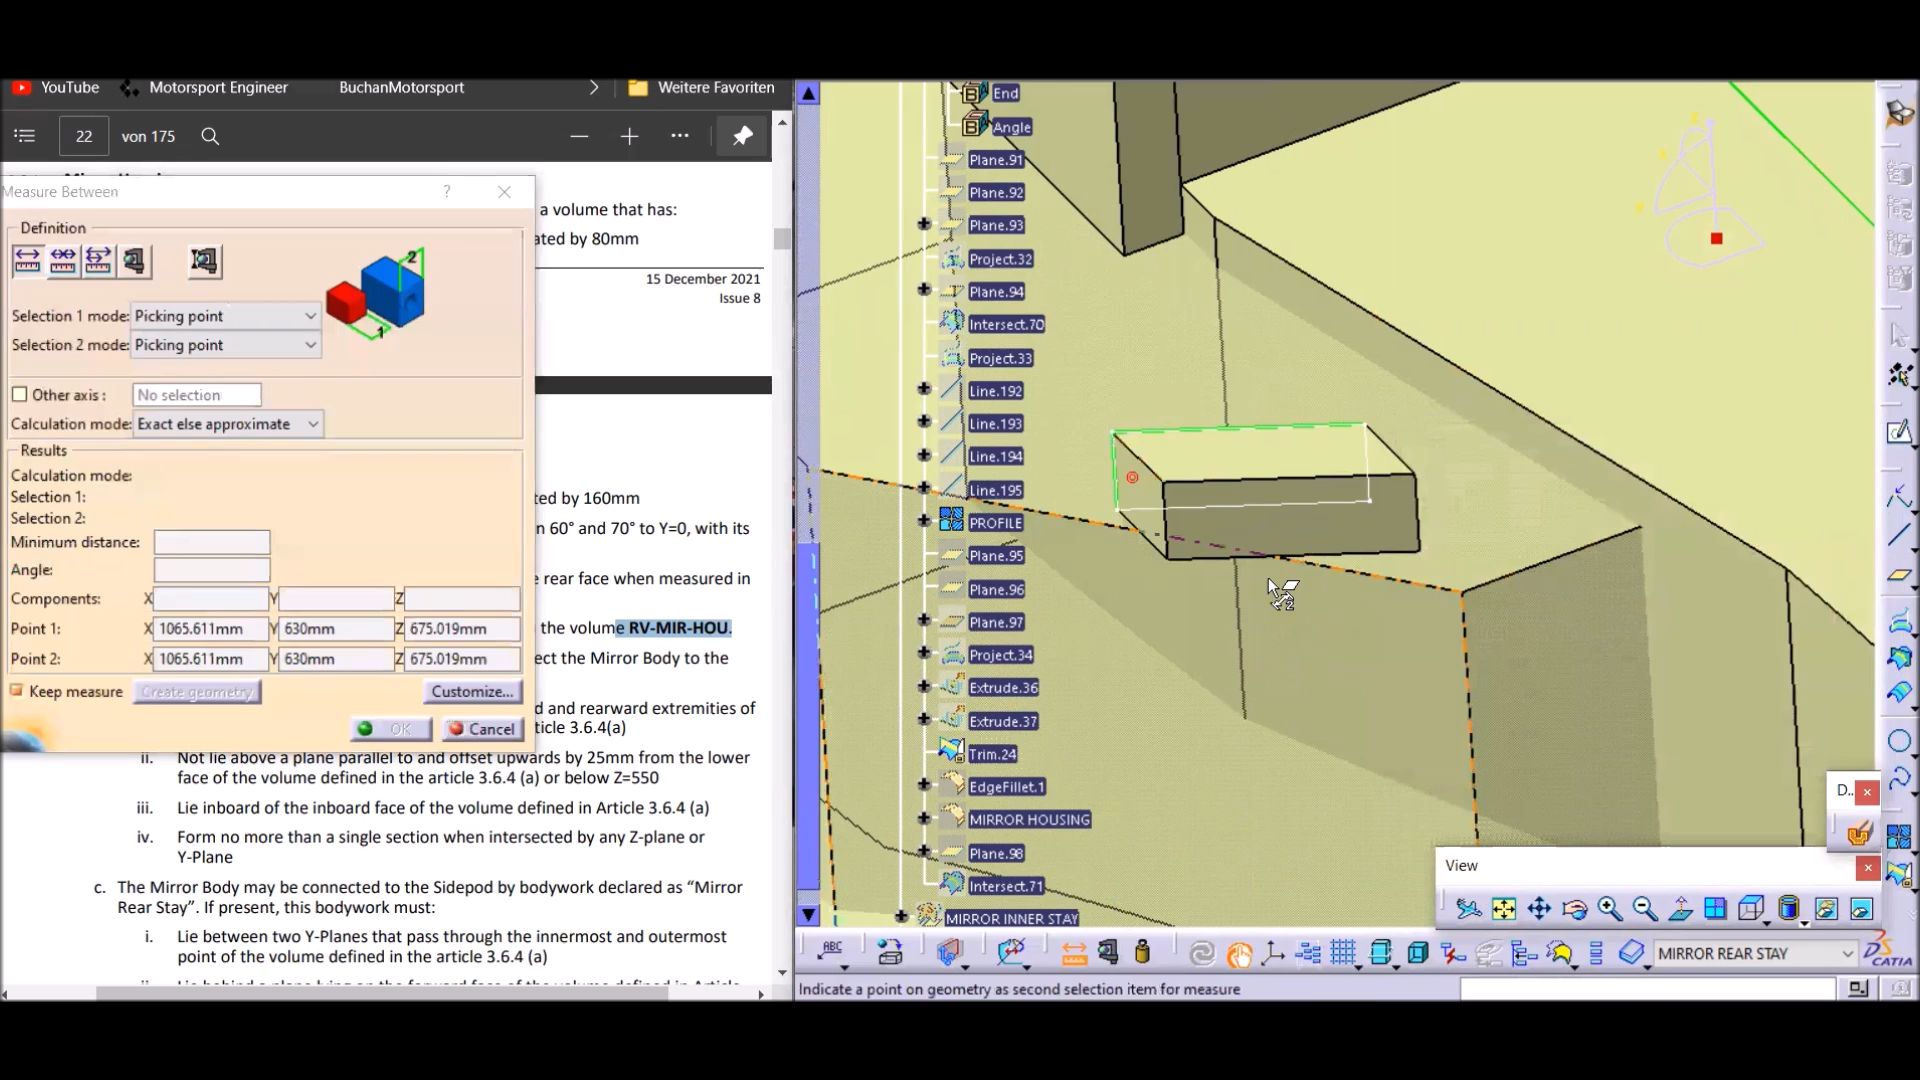 YouTube
Motorsport Engineer
BuchanMotorsport
Weitere Favoriten
22
von 175
a volume that has:
ated by 80mm
15 December 2021
Issue 8
Measure Between
?
Definition
Selection 1 mode: Picking point
Selection 2 mode: Picking point
Other axis : No selection
Calculation mode: Exact else approximate
Results
Calculation mode:
Selection 1:
Selection 2:
Minimum distance:
Angle:
Components: X Y Z
Point 1: X 1065.611mm Y 630mm Z 675.019mm
Point 2: X 1065.611mm Y 630mm Z 675.019mm
Keep measure Create geometry Customize...
OK Cancel
2
1
ted by 160mm
n 60° and 70° to Y=0, with its
e rear face when measured in
the volume RV-MIR-HOU.
ect the Mirror Body to the
d and rearward extremities of
ticle 3.6.4(a)
ii. Not lie above a plane parallel to and offset upwards by 25mm from the lower
face of the volume defined in the article 3.6.4 (a) or below Z=550
iii. Lie inboard of the inboard face of the volume defined in Article 3.6.4 (a)
iv. Form no more than a single section when intersected by any Z-plane or
Y-Plane
c. The Mirror Body may be connected to the Sidepod by bodywork declared as “Mirror
Rear Stay”. If present, this bodywork must:
i. Lie between two Y-Planes that pass through the innermost and outermost
point of the volume defined in the article 3.6.4 (a)
End
Angle
Plane.91
Plane.92
Plane.93
Project.32
Plane.94
Intersect.70
Project.33
Line.192
Line.193
Line.194
Line.195
PROFILE
Plane.95
Plane.96
Plane.97
Project.34
Extrude.36
Extrude.37
Trim.24
EdgeFillet.1
MIRROR HOUSING
Plane.98
Intersect.71
MIRROR INNER STAY
D..
View
ABC
MIRROR REAR STAY
CATIA
Indicate a point on geometry as second selection item for measure